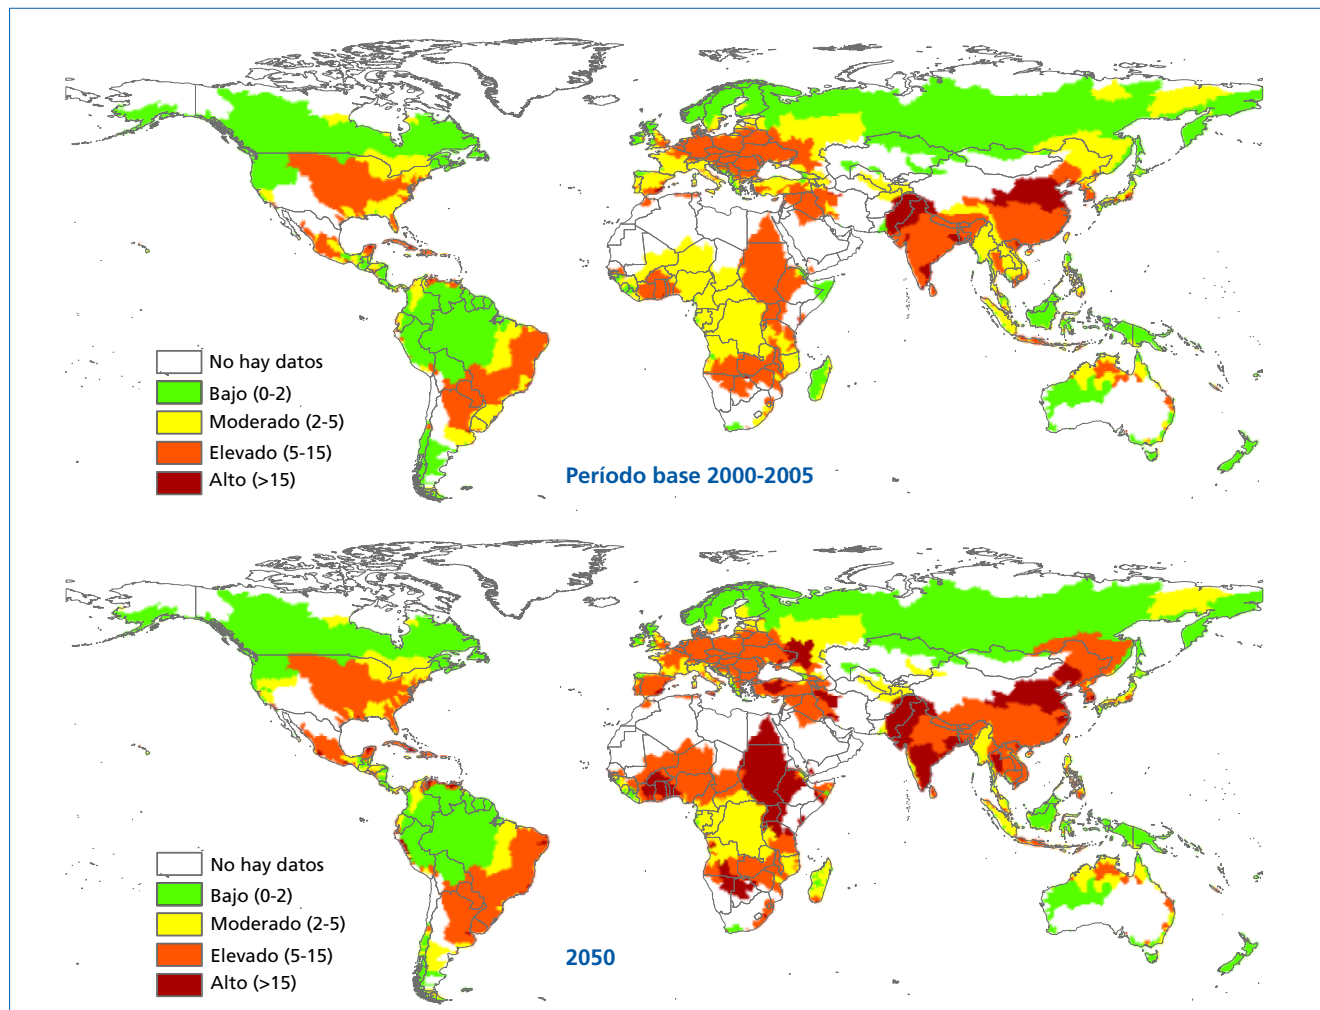 No hay datos
Bajo (0-2)
Moderado (2-5)
Elevado (5-15)
Alto (>15)
Período base 2000-2005
No hay datos
Bajo (0-2)
Moderado (2-5)
Elevado (5-15)
Alto (>15)
2050